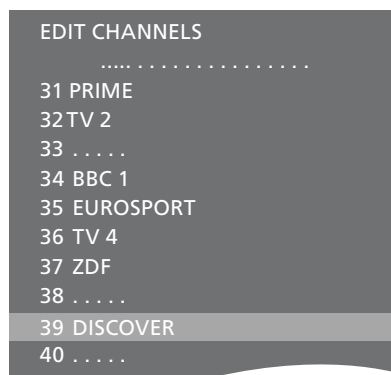 EDIT CHANNELS
..... . . . . . . . . . . . . . . .
31 PRIME
32 TV 2
33 . . . . .
34 BBC 1
35 EUROSPORT
36 TV 4
37 ZDF
38 . . . . .
39 DISCOVER
40 . . . . .